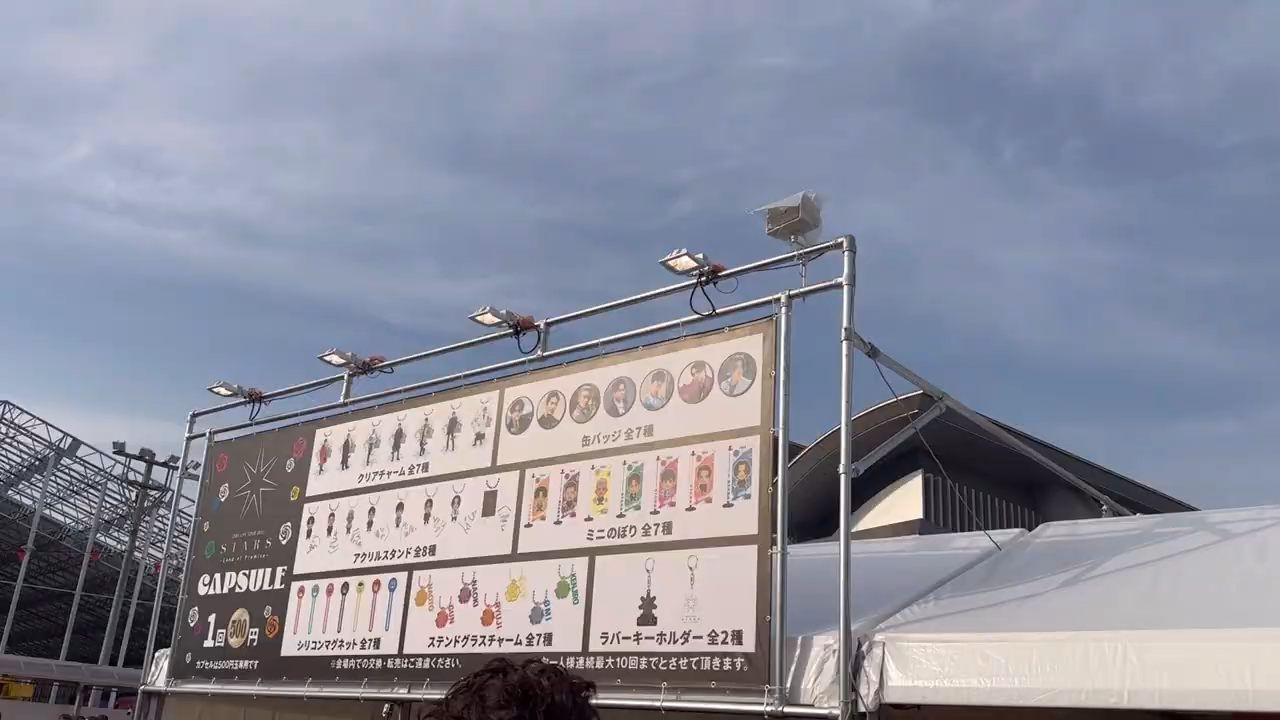 STARS
CAPSULE
1回500円
カプセルは500円玉専用です
クリアチャーム 全7種
缶バッジ 全7種
アクリルスタンド 全8種
ミニのぼり 全7種
シリコンマグネット 全7種
ステンドグラスチャーム 全7種
ラバーキーホルダー 全2種
※会場内での交換・転売はご遠慮ください。
一人様連続最大10回までとさせて頂きます。